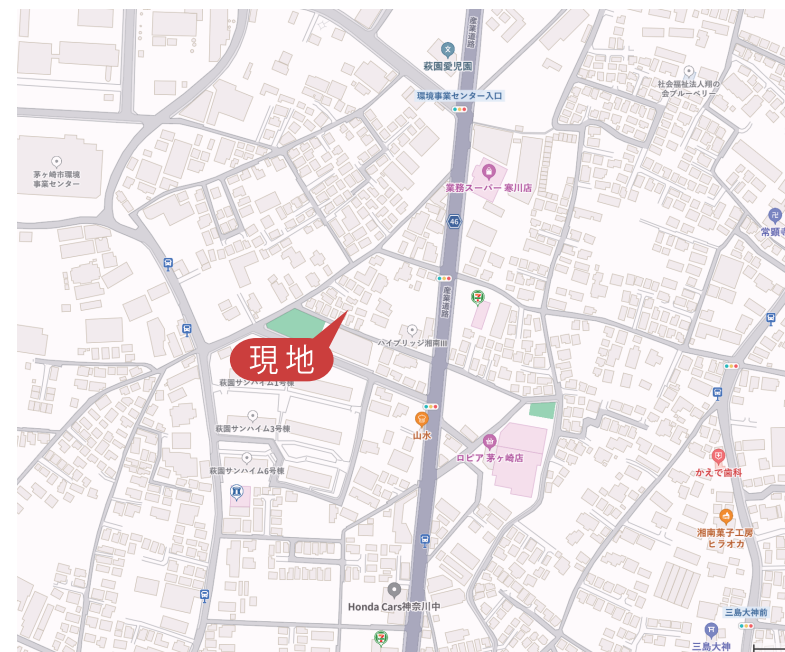 産業道路
萩園愛児園
環境事業センター入口
社会福祉法人翔の
会ブルーベリー
茅ヶ崎市環境
事業センター
業務スーパー 寒川店
46
常顕寺
産業道路
ハイブリッジ湘南III
現地
萩園サンハイム1号棟
萩園サンハイム3号棟
山水
ロピア 茅ヶ崎店
萩園サンハイム6号棟
かえで歯科
湘南菓子工房
ヒラオカ
Honda Cars神奈川中
三島大神前
三島大神